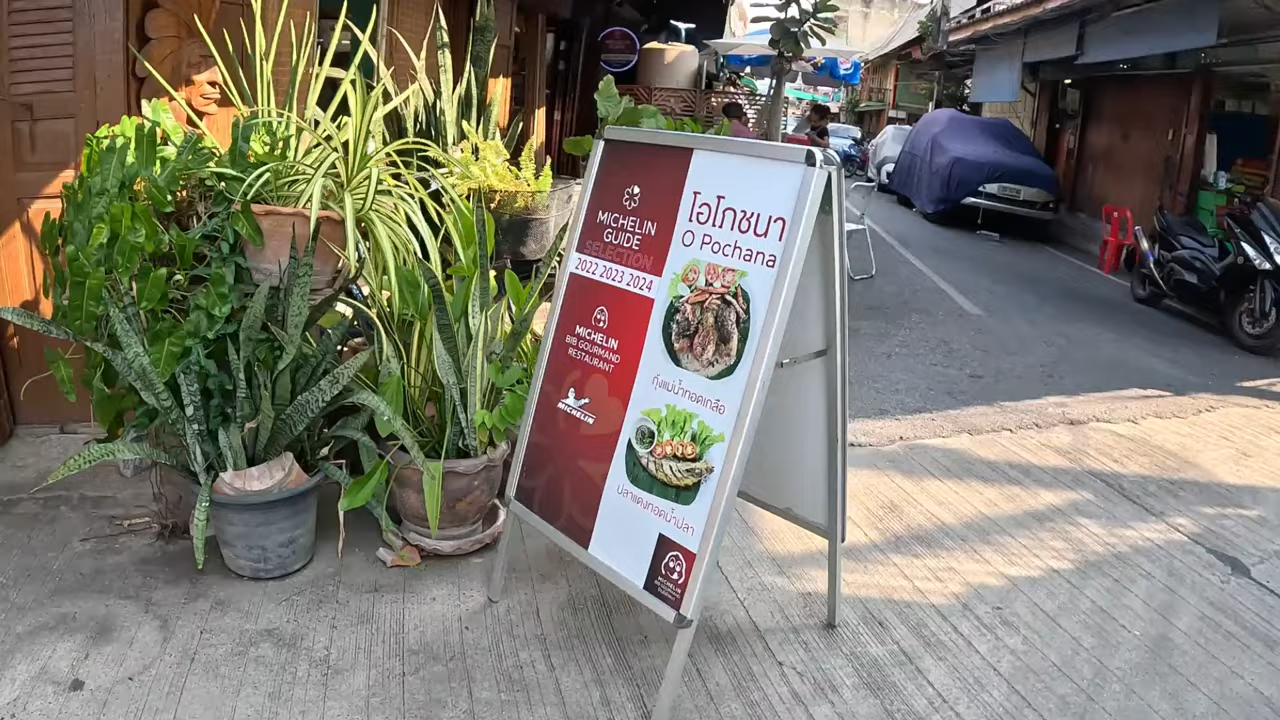 MICHELIN
GUIDE
SELECTION
2022 2023 2024
MICHELIN
BIB GOURMAND
RESTAURANT
MICHELIN
โอโภชนา
O Pochana
กุ้งแม่น้ำทอดเกลือ
ปลาแดงทอดน้ำปลา
MICHELIN
BIB GOURMAND